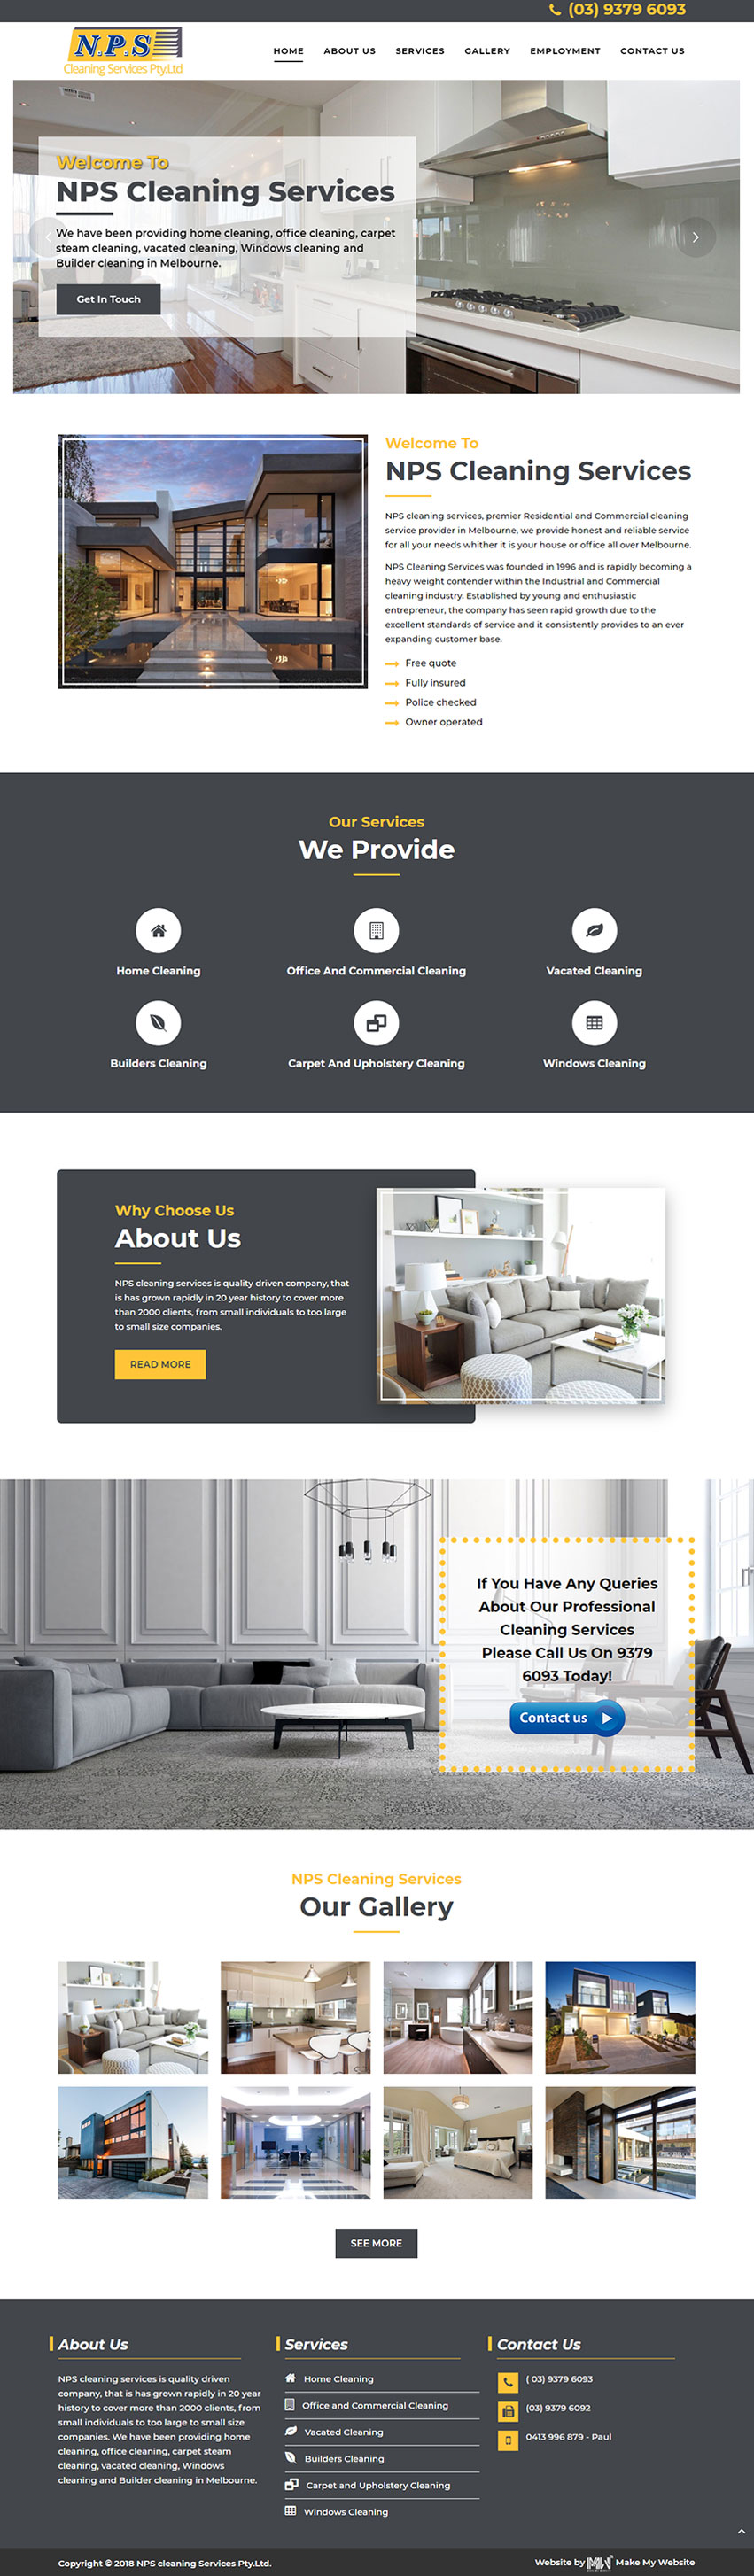 (03) 9379 6093
N.P.S
Cleaning Services Pty.Ltd
HOME ABOUT US SERVICES GALLERY EMPLOYMENT CONTACT US
Welcome To
NPS Cleaning Services
We have been providing home cleaning, office cleaning, carpet
steam cleaning, vacated cleaning, Windows cleaning and
Builder cleaning in Melbourne.
Get In Touch
Welcome To
NPS Cleaning Services
NPS cleaning services, premier Residential and Commercial cleaning
service provider in Melbourne, we provide honest and reliable service
for all your needs whither it is your house or office all over Melbourne.
NPS Cleaning Services was founded in 1996 and is rapidly becoming a
heavy weight contender within the Industrial and Commercial
cleaning industry. Established by young and enthusiastic
entrepreneur, the company has seen rapid growth due to the
excellent standards of service and it consistently provides to an ever
expanding customer base.
Free quote
Fully insured
Police checked
Owner operated
Our Services
We Provide
Home Cleaning
Office And Commercial Cleaning
Vacated Cleaning
Builders Cleaning
Carpet And Upholstery Cleaning
Windows Cleaning
Why Choose Us
About Us
NPS cleaning services is quality driven company, that
is has grown rapidly in 20 year history to cover more
than 2000 clients, from small individuals to too large
to small size companies.
READ MORE
If You Have Any Queries
About Our Professional
Cleaning Services
Please Call Us On 9379
6093 Today!
Contact us
NPS Cleaning Services
Our Gallery
SEE MORE
About Us
NPS cleaning services is quality driven
company, that is has grown rapidly in 20 year
history to cover more than 2000 clients, from
small individuals to too large to small size
companies. We have been providing home
cleaning, office cleaning, carpet steam
cleaning, vacated cleaning, Windows
cleaning and Builder cleaning in Melbourne.
Services
Home Cleaning
Office and Commercial Cleaning
Vacated Cleaning
Builders Cleaning
Carpet and Upholstery Cleaning
Windows Cleaning
Contact Us
( 03) 9379 6093
(03) 9379 6092
0413 996 879 - Paul
Copyright © 2018 NPS cleaning Services Pty.Ltd.
Website by MMW Make My Website